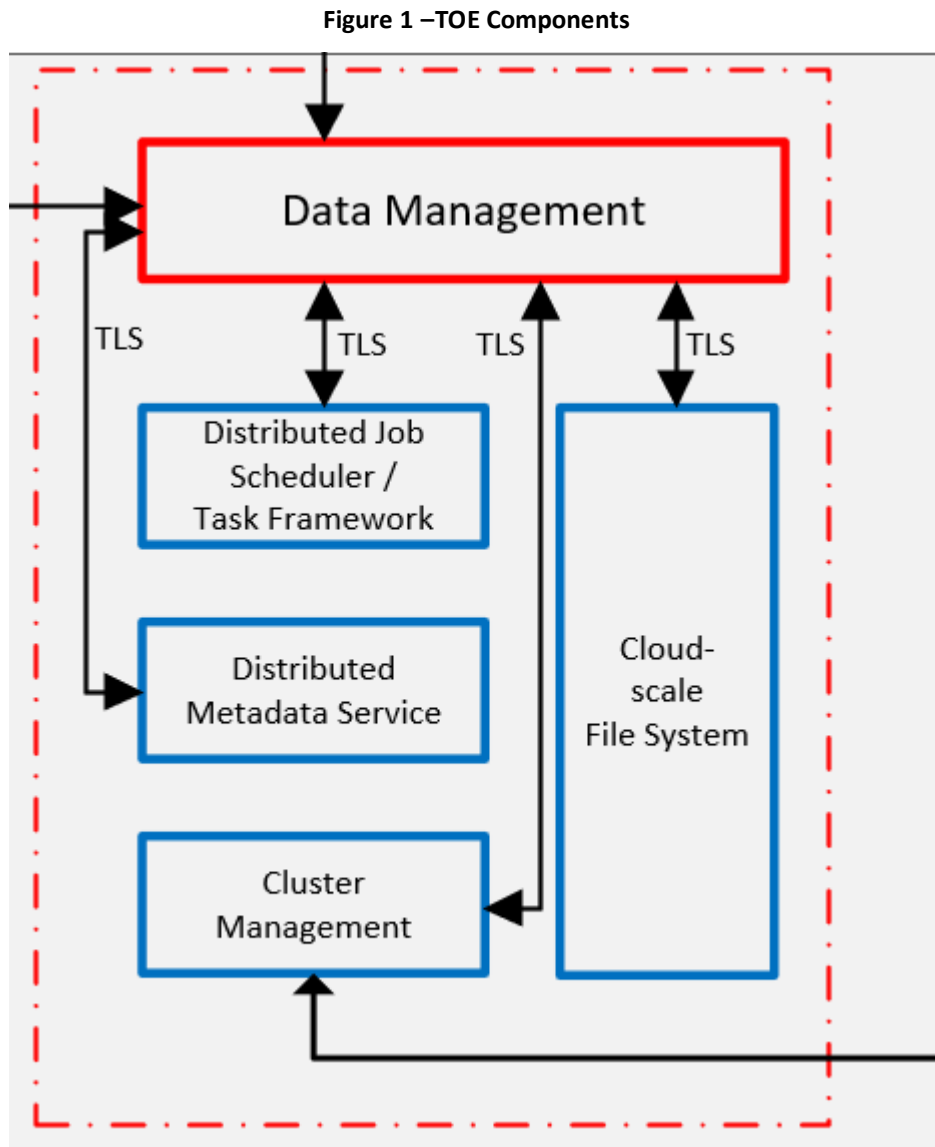 Figure 1 –TOE Components
Data Management
TLS
TLS
TLS
TLS
Distributed Job
Scheduler /
Task Framework
Distributed
Metadata Service
Cloud-
scale
File System
Cluster
Management